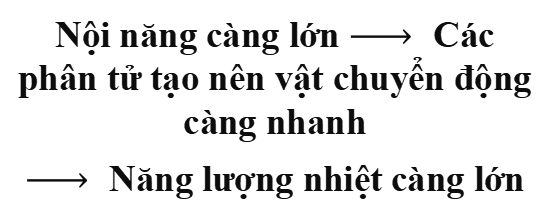 Nội năng càng lớn ⟶ Các
phân tử tạo nên vật chuyển động
càng nhanh
⟶ Năng lượng nhiệt càng lớn